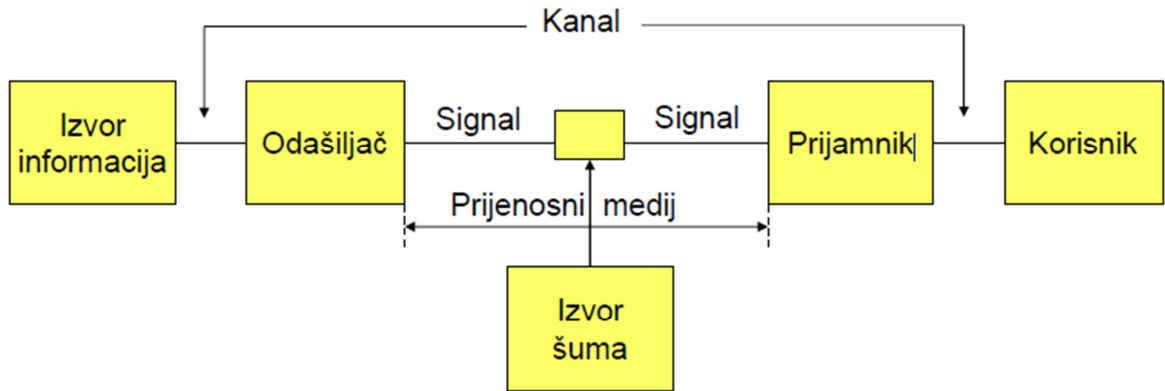 Kanal
Izvor
informacija
Odašiljač
Signal
Signal
Prijamnik
Korisnik
Prijenosni medij
Izvor
šuma